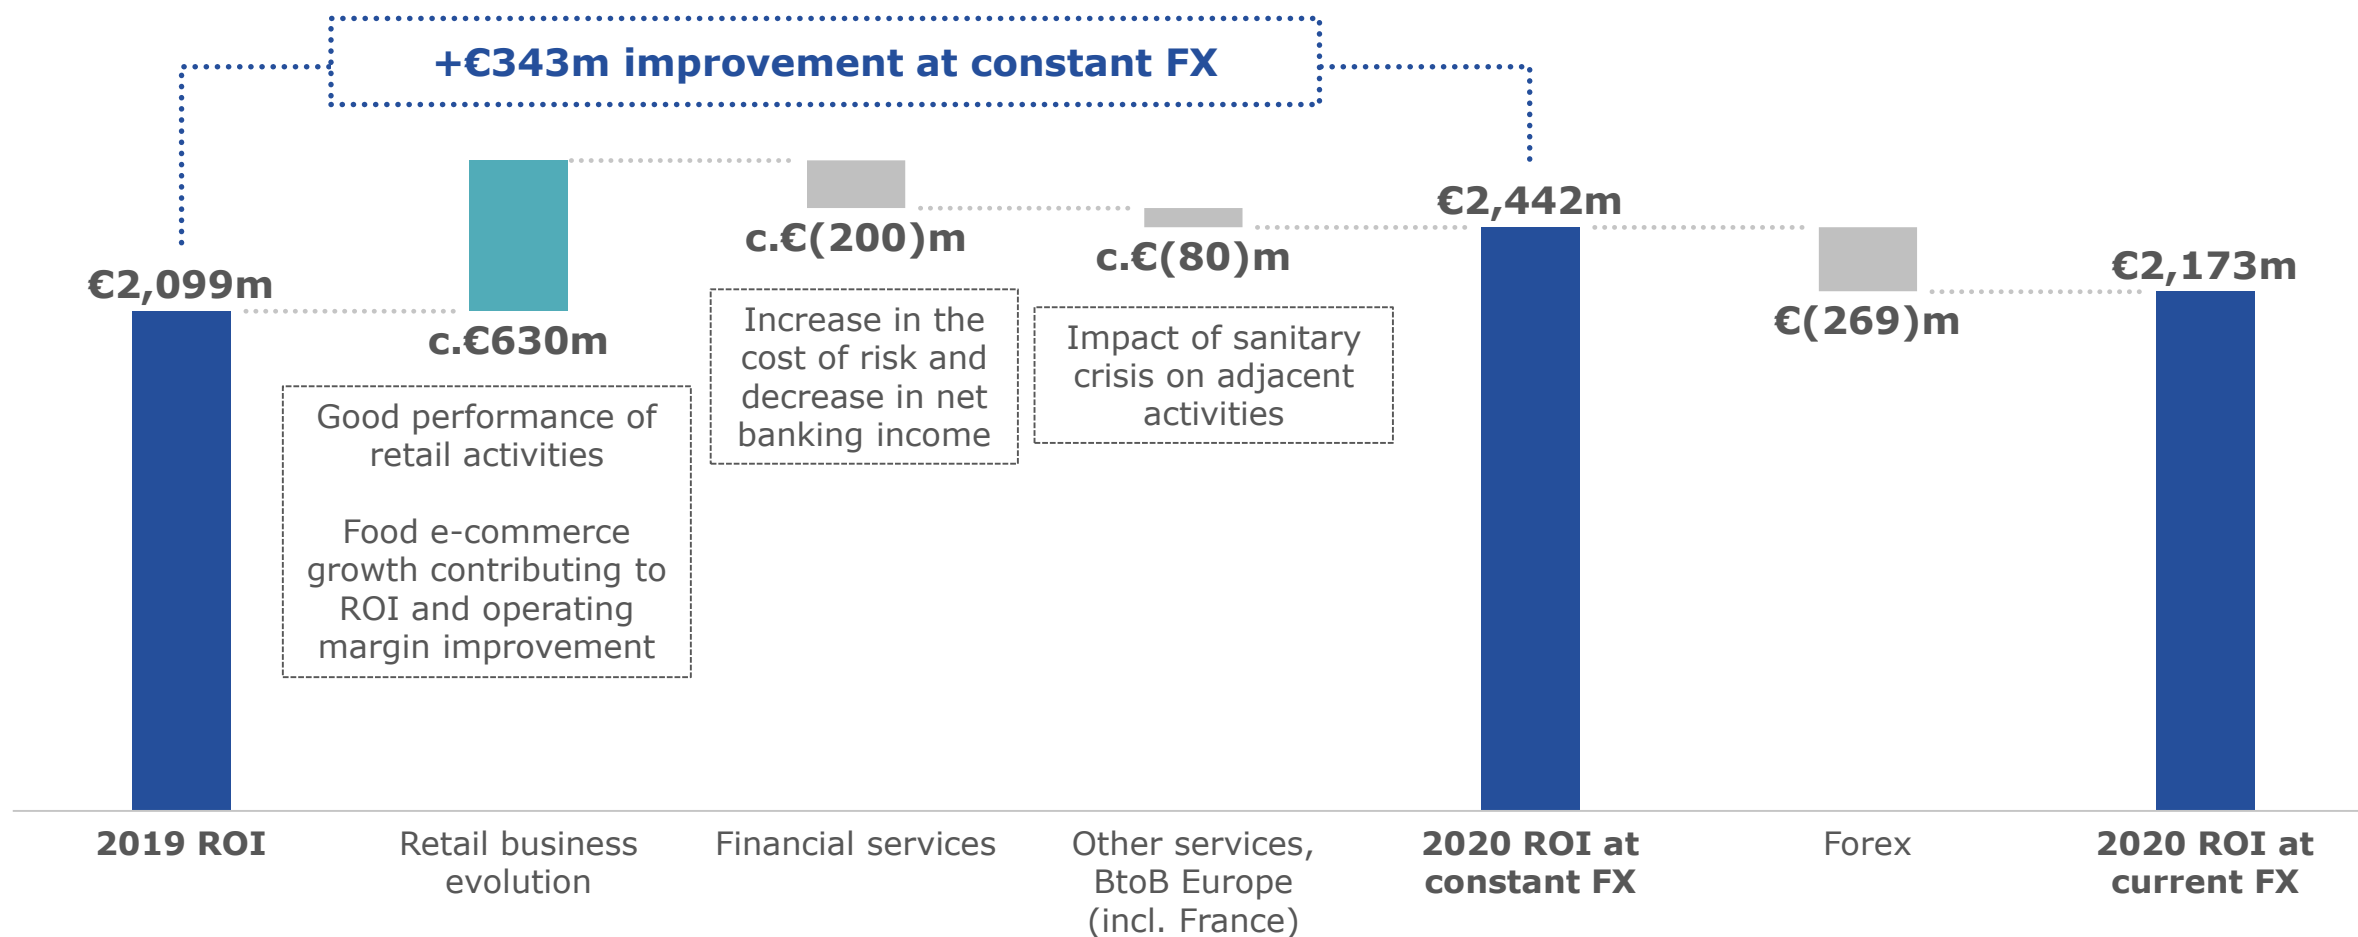 +€343m improvement at constant FX
€2,099m
c.€630m
Good performance of
retail activities
Food e-commerce
growth contributing to
ROI and operating
margin improvement
c.€(200)m
Increase in the
cost of risk and
decrease in net
banking income
c.€(80)m
Impact of sanitary
crisis on adjacent
activities
€2,442m
€(269)m
€2,173m
2019 ROI
Retail business
evolution
Financial services
Other services,
BtoB Europe
(incl. France)
2020 ROI at
constant FX
Forex
2020 ROI at
current FX